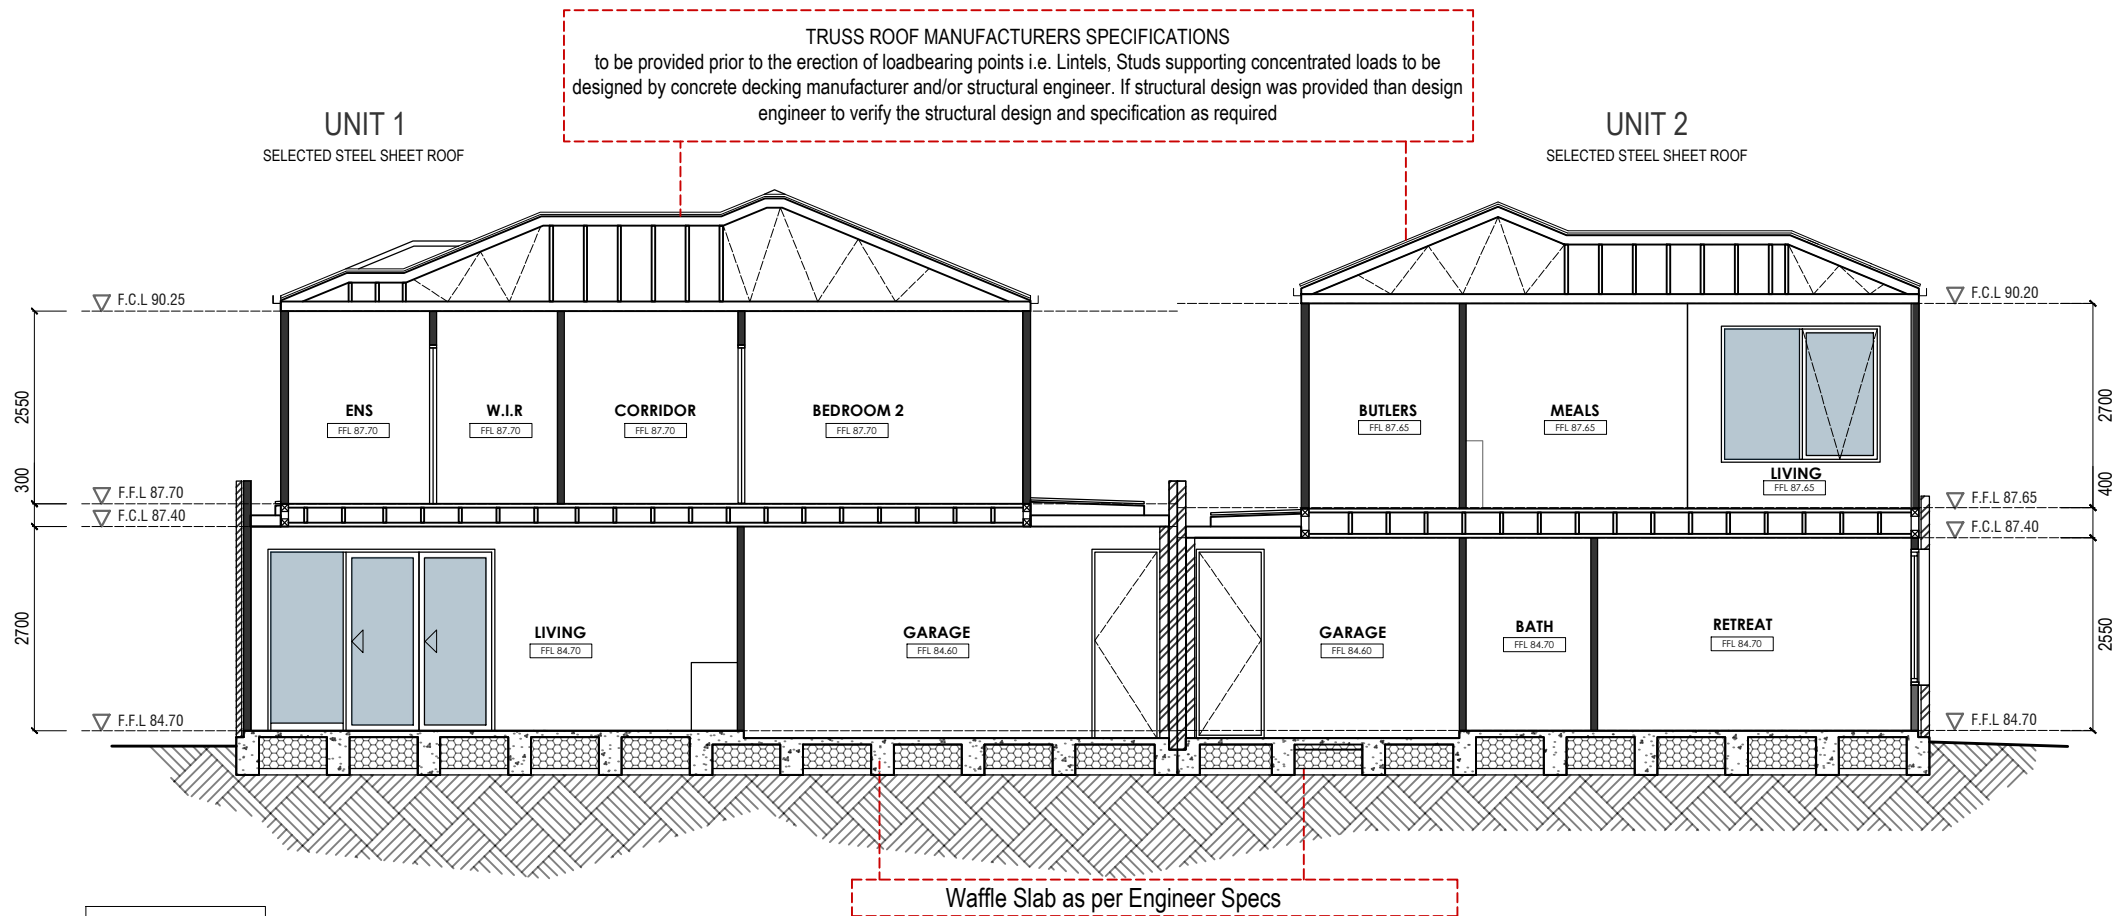 TRUSS ROOF MANUFACTURERS SPECIFICATIONS
to be provided prior to the erection of loadbearing points i.e. Lintels, Studs supporting concentrated loads to be
designed by concrete decking manufacturer and/or structural engineer. If structural design was provided than design
engineer to verify the structural design and specification as required
UNIT 1
SELECTED STEEL SHEET ROOF
UNIT 2
SELECTED STEEL SHEET ROOF
F.C.L 90.25
F.C.L 90.20
2550
300
2700
ENS
FFL 87.70
W.I.R
FFL 87.70
CORRIDOR
FFL 87.70
BEDROOM 2
FFL 87.70
BUTLERS
FFL 87.65
MEALS
FFL 87.65
LIVING
FFL 87.65
2700
400
2550
F.F.L 87.70
F.C.L 87.40
F.F.L 87.65
F.C.L 87.40
LIVING
FFL 84.70
GARAGE
FFL 84.60
GARAGE
FFL 84.60
BATH
FFL 84.70
RETREAT
FFL 84.70
F.F.L 84.70
F.F.L 84.70
Waffle Slab as per Engineer Specs